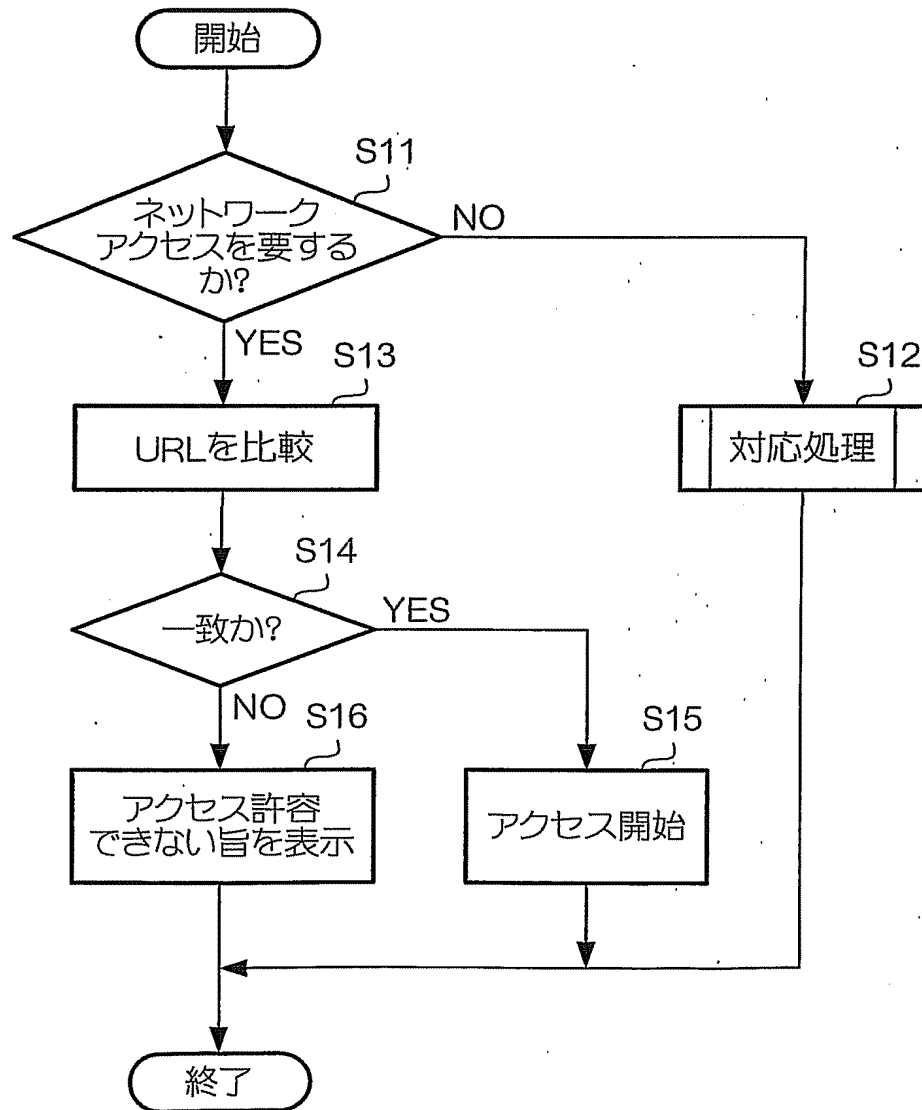 開始
S11
ネットワーク
アクセスを要する
か?
NO
YES
S13
URLを比較
S12
対応処理
S14
一致か?
YES
NO
S16
アクセス許容
できない旨を表示
S15
アクセス開始
終了